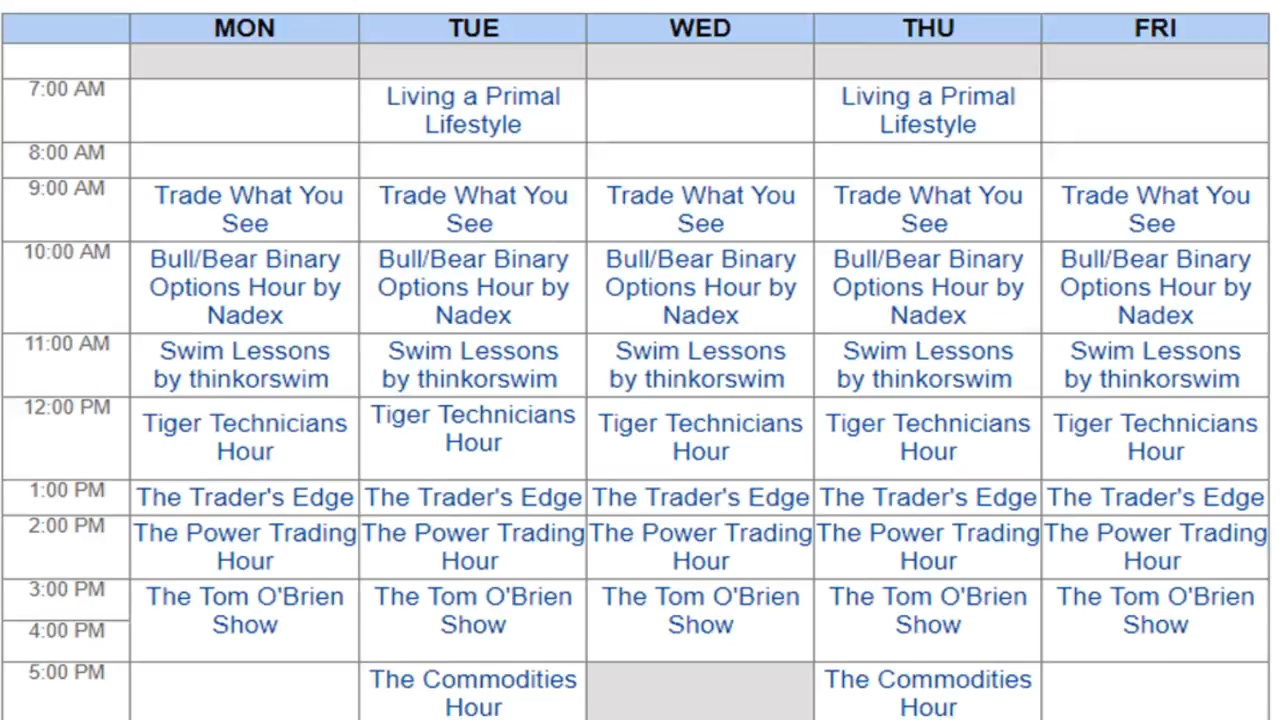 MON TUE WED THU FRI
7:00 AM
Living a Primal
Lifestyle
Living a Primal
Lifestyle
8:00 AM
9:00 AM
Trade What You
See
Trade What You
See
Trade What You
See
Trade What You
See
Trade What You
See
10:00 AM
Bull/Bear Binary
Options Hour by
Nadex
Bull/Bear Binary
Options Hour by
Nadex
Bull/Bear Binary
Options Hour by
Nadex
Bull/Bear Binary
Options Hour by
Nadex
Bull/Bear Binary
Options Hour by
Nadex
11:00 AM
Swim Lessons
by thinkorswim
Swim Lessons
by thinkorswim
Swim Lessons
by thinkorswim
Swim Lessons
by thinkorswim
Swim Lessons
by thinkorswim
12:00 PM
Tiger Technicians
Hour
Tiger Technicians
Hour
Tiger Technicians
Hour
Tiger Technicians
Hour
Tiger Technicians
Hour
1:00 PM
The Trader's Edge
The Trader's Edge
The Trader's Edge
The Trader's Edge
The Trader's Edge
2:00 PM
The Power Trading
Hour
The Power Trading
Hour
The Power Trading
Hour
The Power Trading
Hour
The Power Trading
Hour
3:00 PM
4:00 PM
The Tom O'Brien
Show
The Tom O'Brien
Show
The Tom O'Brien
Show
The Tom O'Brien
Show
The Tom O'Brien
Show
5:00 PM
The Commodities
Hour
The Commodities
Hour